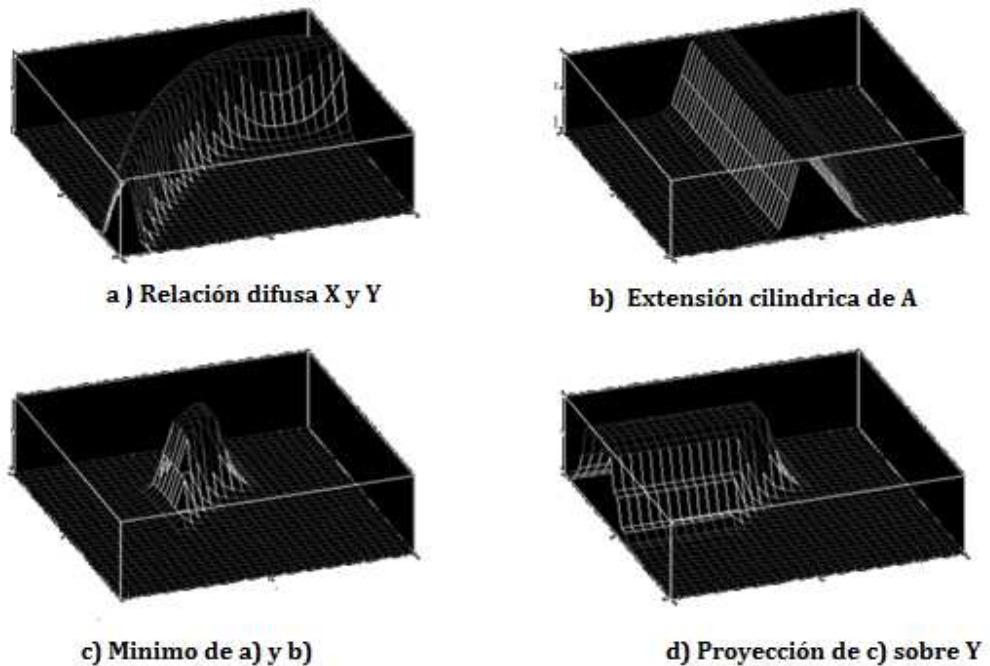 a ) Relación difusa X y Y
b) Extensión cilindrica de A
c) Minimo de a) y b)
d) Proyección de c) sobre Y